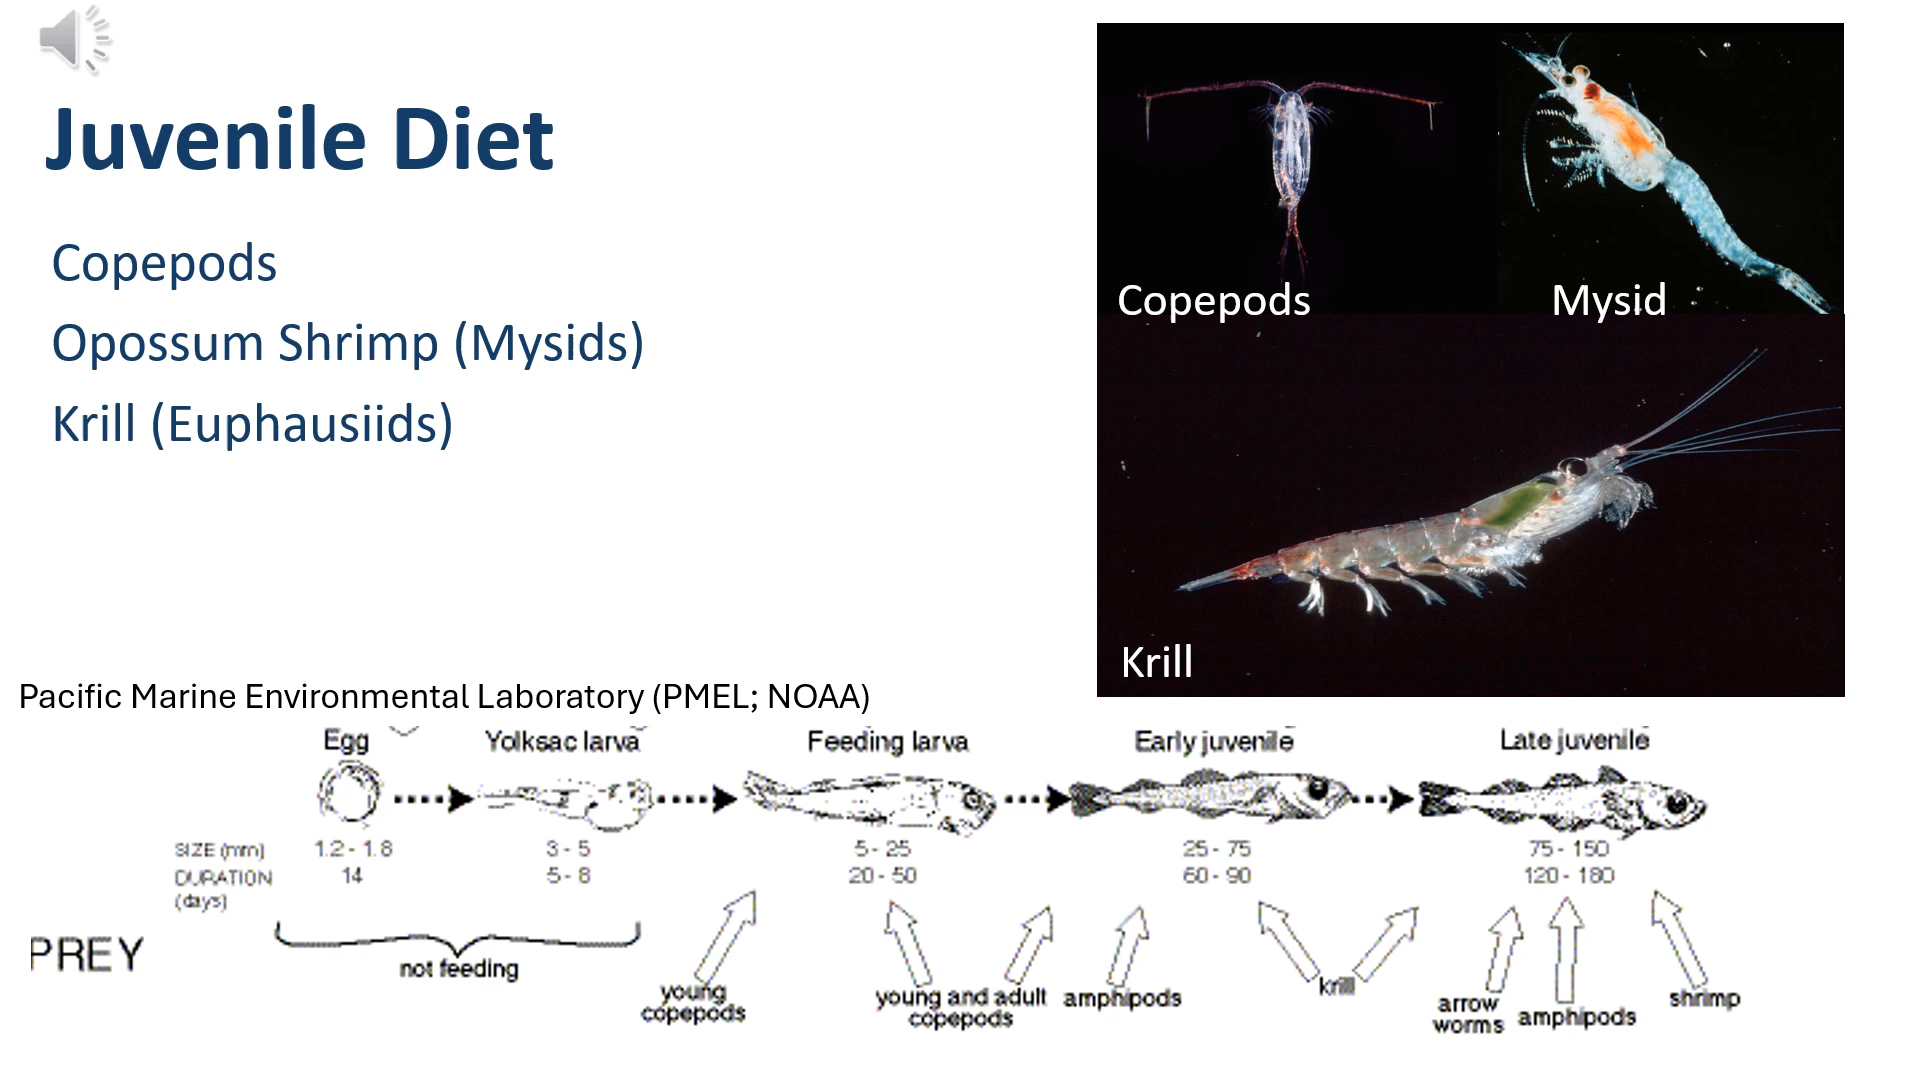 Juvenile Diet
Copepods
Opossum Shrimp (Mysids)
Krill (Euphausiids)
Copepods
Mysid
Krill
Pacific Marine Environmental Laboratory (PMEL; NOAA)
Egg Yolksac larva Feeding larva Early juvenile Late juvenile
SIZE (mm) 1.2 - 1.8 3 - 5 5 - 25 25 - 75 75 - 150
DURATION 14 5 - 8 20 - 50 60 - 90 120 - 180
(days)
PREY
not feeding
young
copepods
young and adult
copepods
amphipods
krill
arrow
worms
amphipods
shrimp